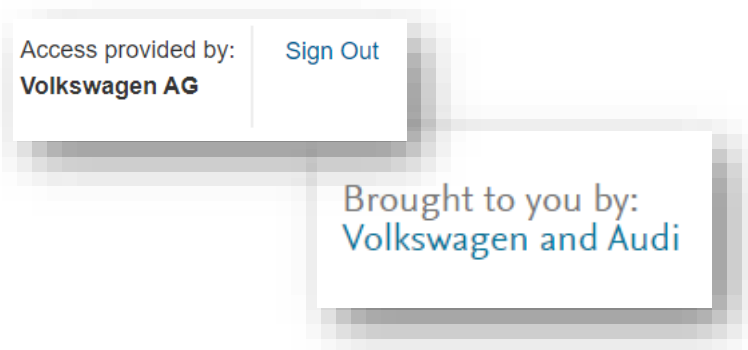 Access provided by:
Volkswagen AG
Sign Out
Brought to you by:
Volkswagen and Audi